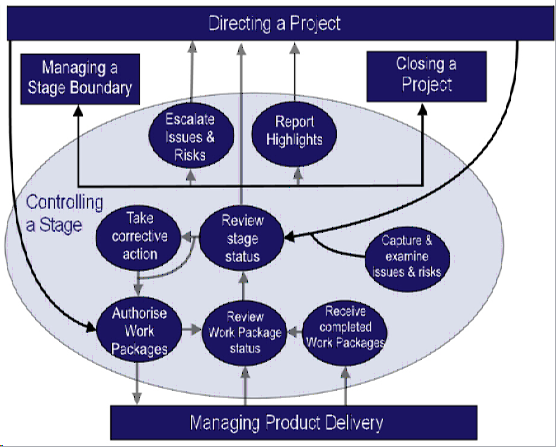 Directing a Project
Managing a
Stage Boundary
Closing a
Project
Escalate
Issues &
Risks
Report
Highlights
Controlling
a Stage
Take
corrective
action
Review
stage
status
Capture &
examine
issues & risks
Authorise
Work
Packages
Review
Work Package
status
Receive
completed
Work Packages
Managing Product Delivery